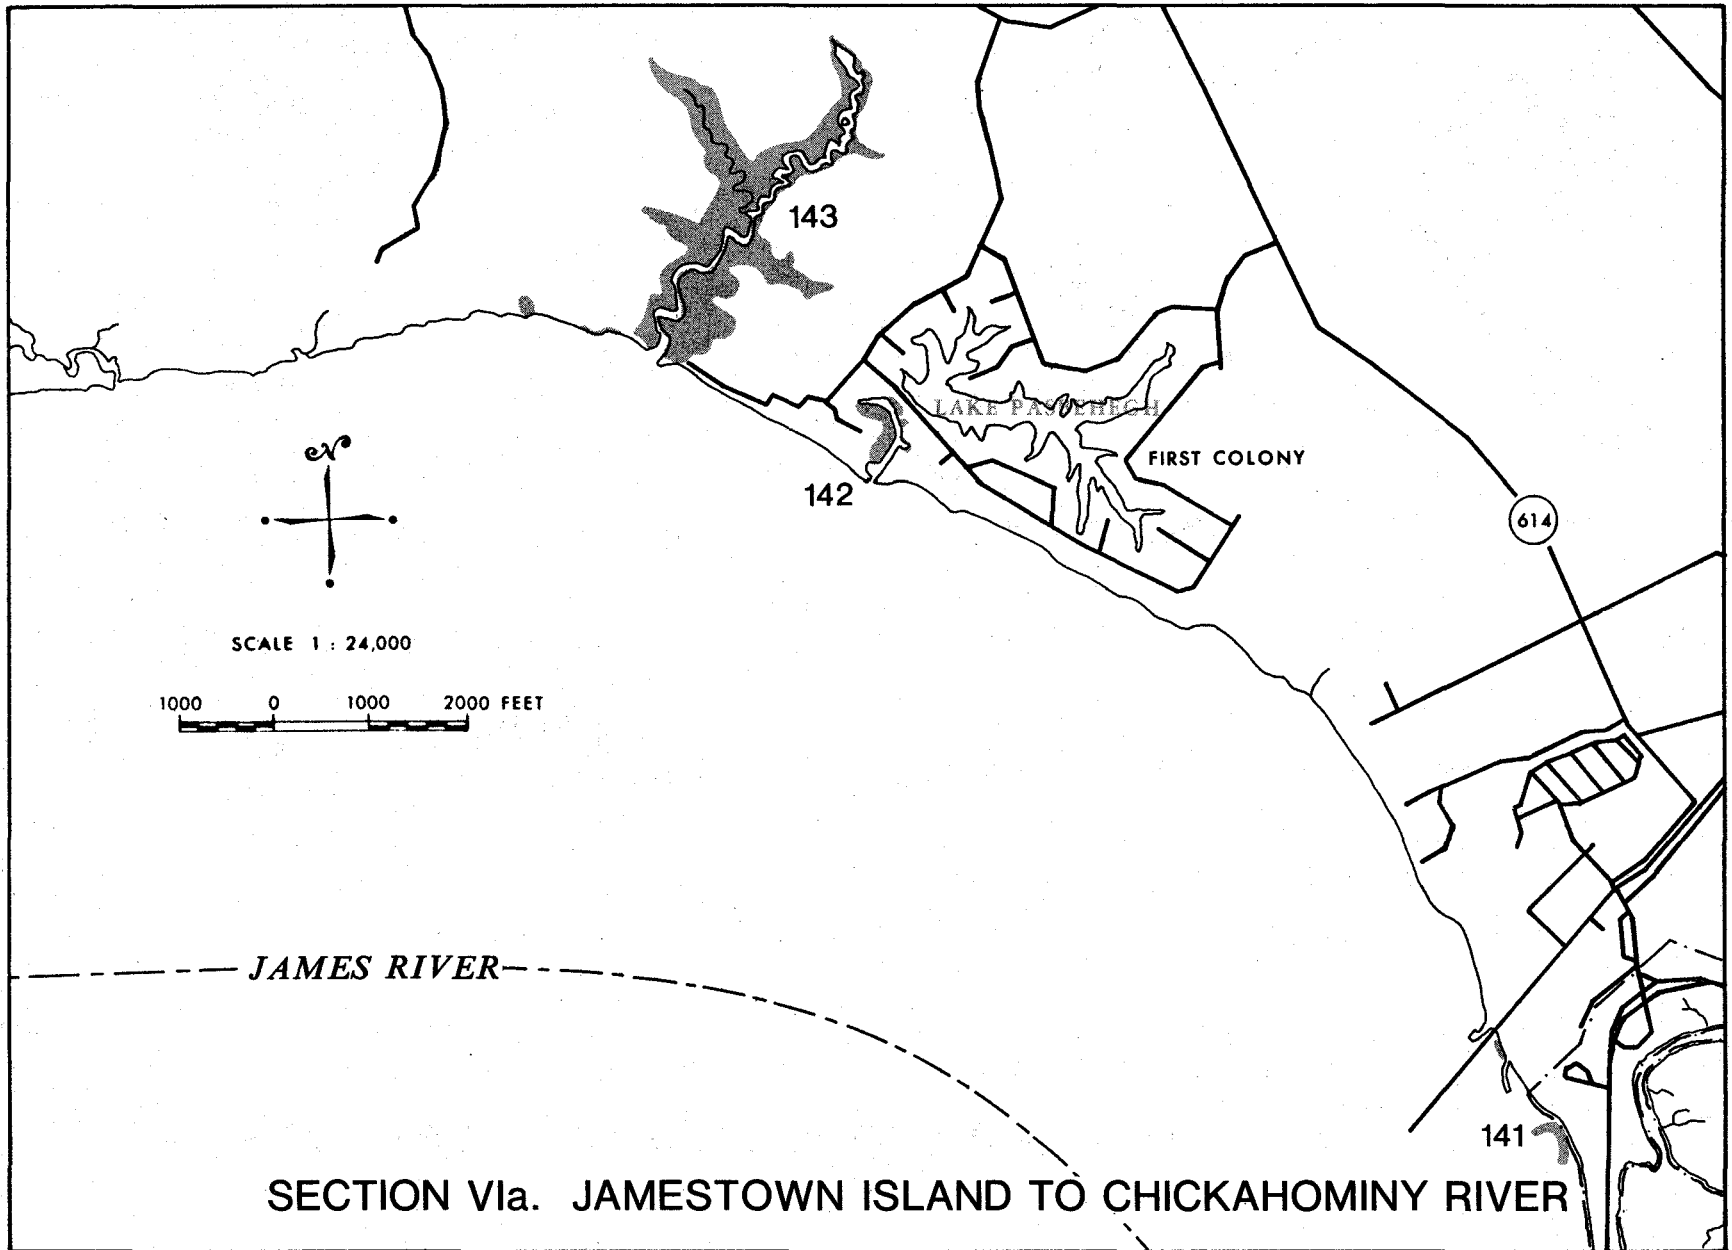 143
LAKE PASBEHEGH
FIRST COLONY
142
614
SCALE 1 : 24,000
1000 0 1000 2000 FEET
JAMES RIVER
141
SECTION VIa. JAMESTOWN ISLAND TO CHICKAHOMINY RIVER